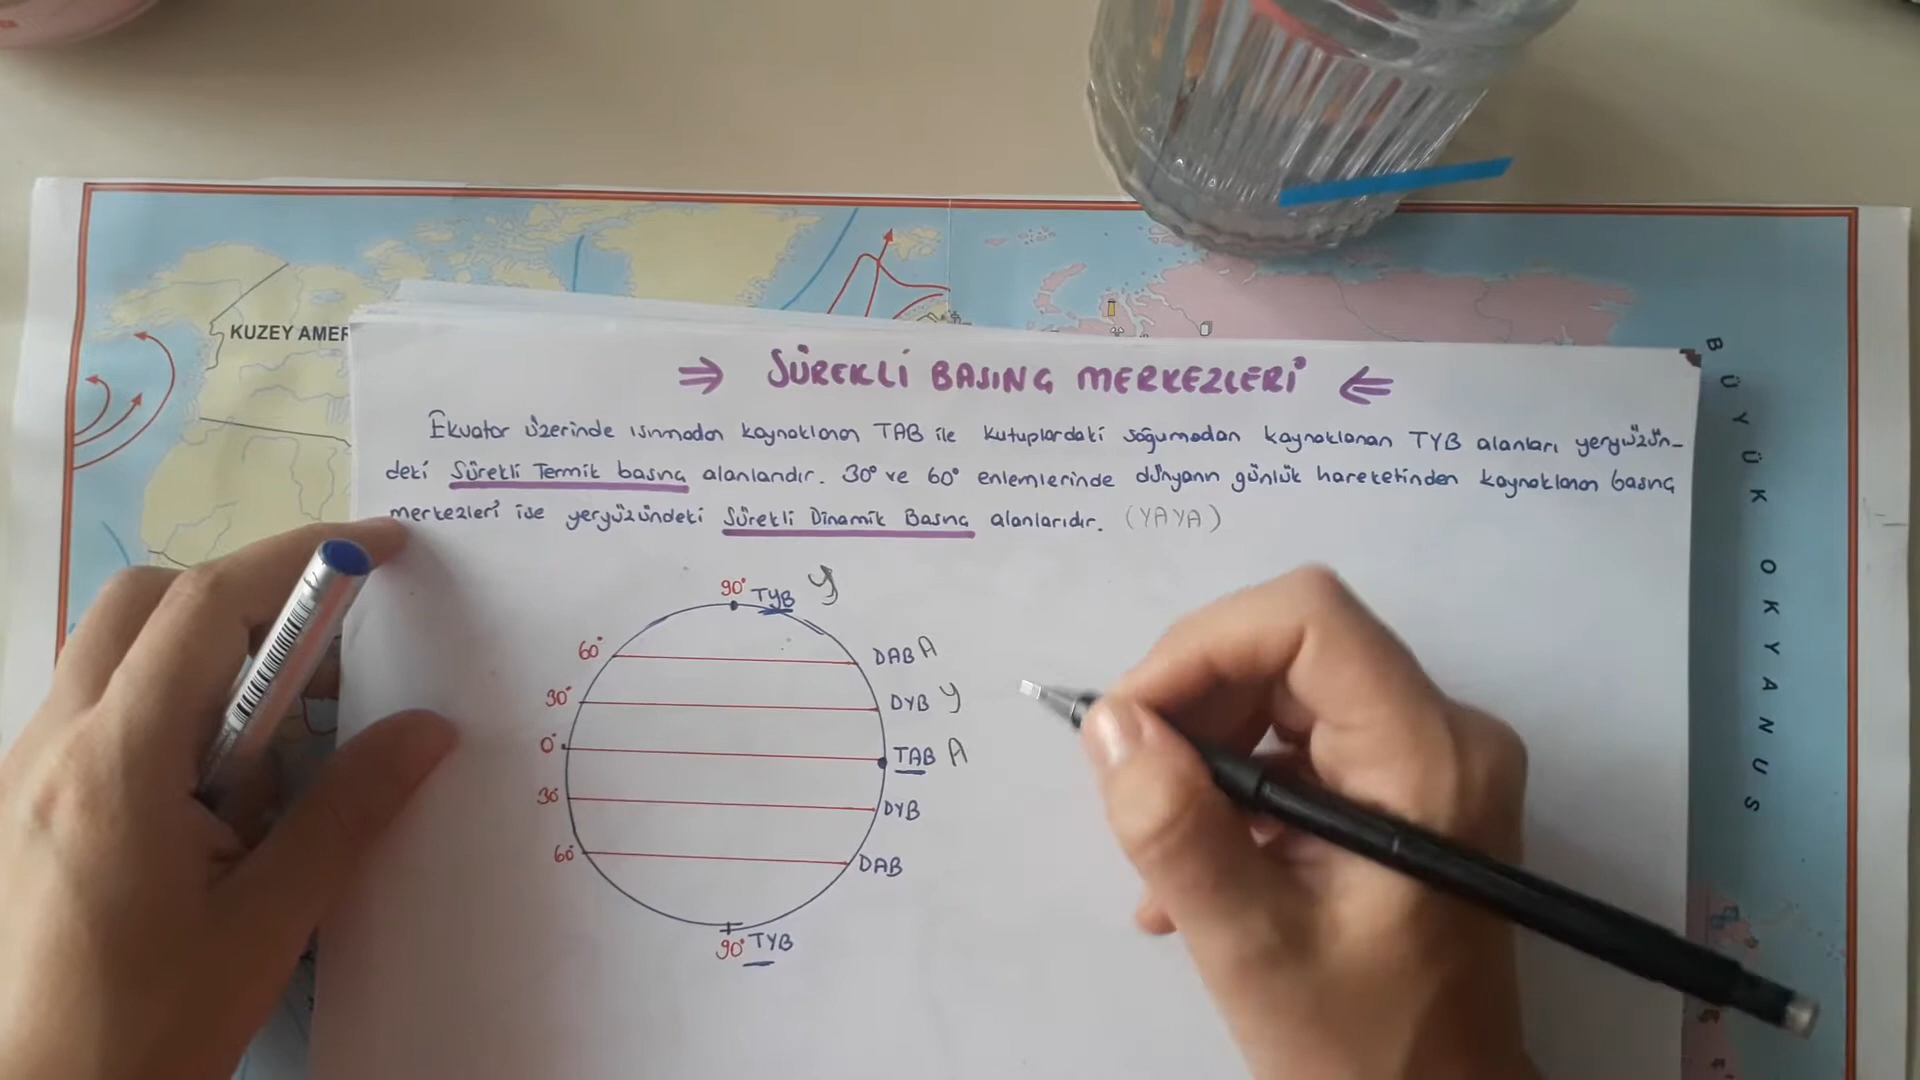 KUZEY AMER
BÜYÜK OKYANUS
⇒ SÜREKLİ BASINÇ MERKEZLERİ ⇐
Ekvator üzerinde ısınmadan kaynaklanan TAB ile kutuplardaki soğumadan kaynaklanan TYB alanları yeryüzün-
deki Sürekli Termik basınç alanlarıdır. 30° ve 60° enlemlerinde dünyanın günlük hareketinden kaynaklanan basınç
merkezleri ise yeryüzündeki Sürekli Dinamik Basınç alanlarıdır. (YAYA)
90° TYB Y
60° DAB A
30° DYB Y
0° TAB A
30 DYB
60 DAB
90° TYB